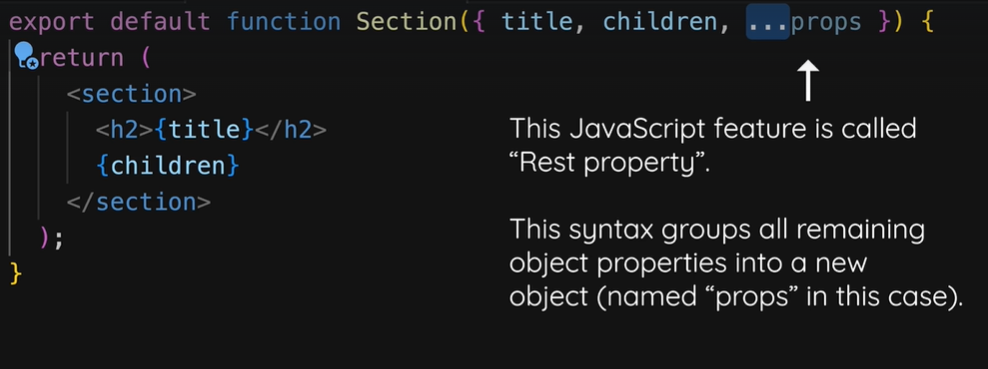 export default function Section({ title, children, ...props }) {
return (
<section>
<h2>{title}</h2>
{children}
</section>
);
}
This JavaScript feature is called
“Rest property”.
This syntax groups all remaining
object properties into a new
object (named “props” in this case).